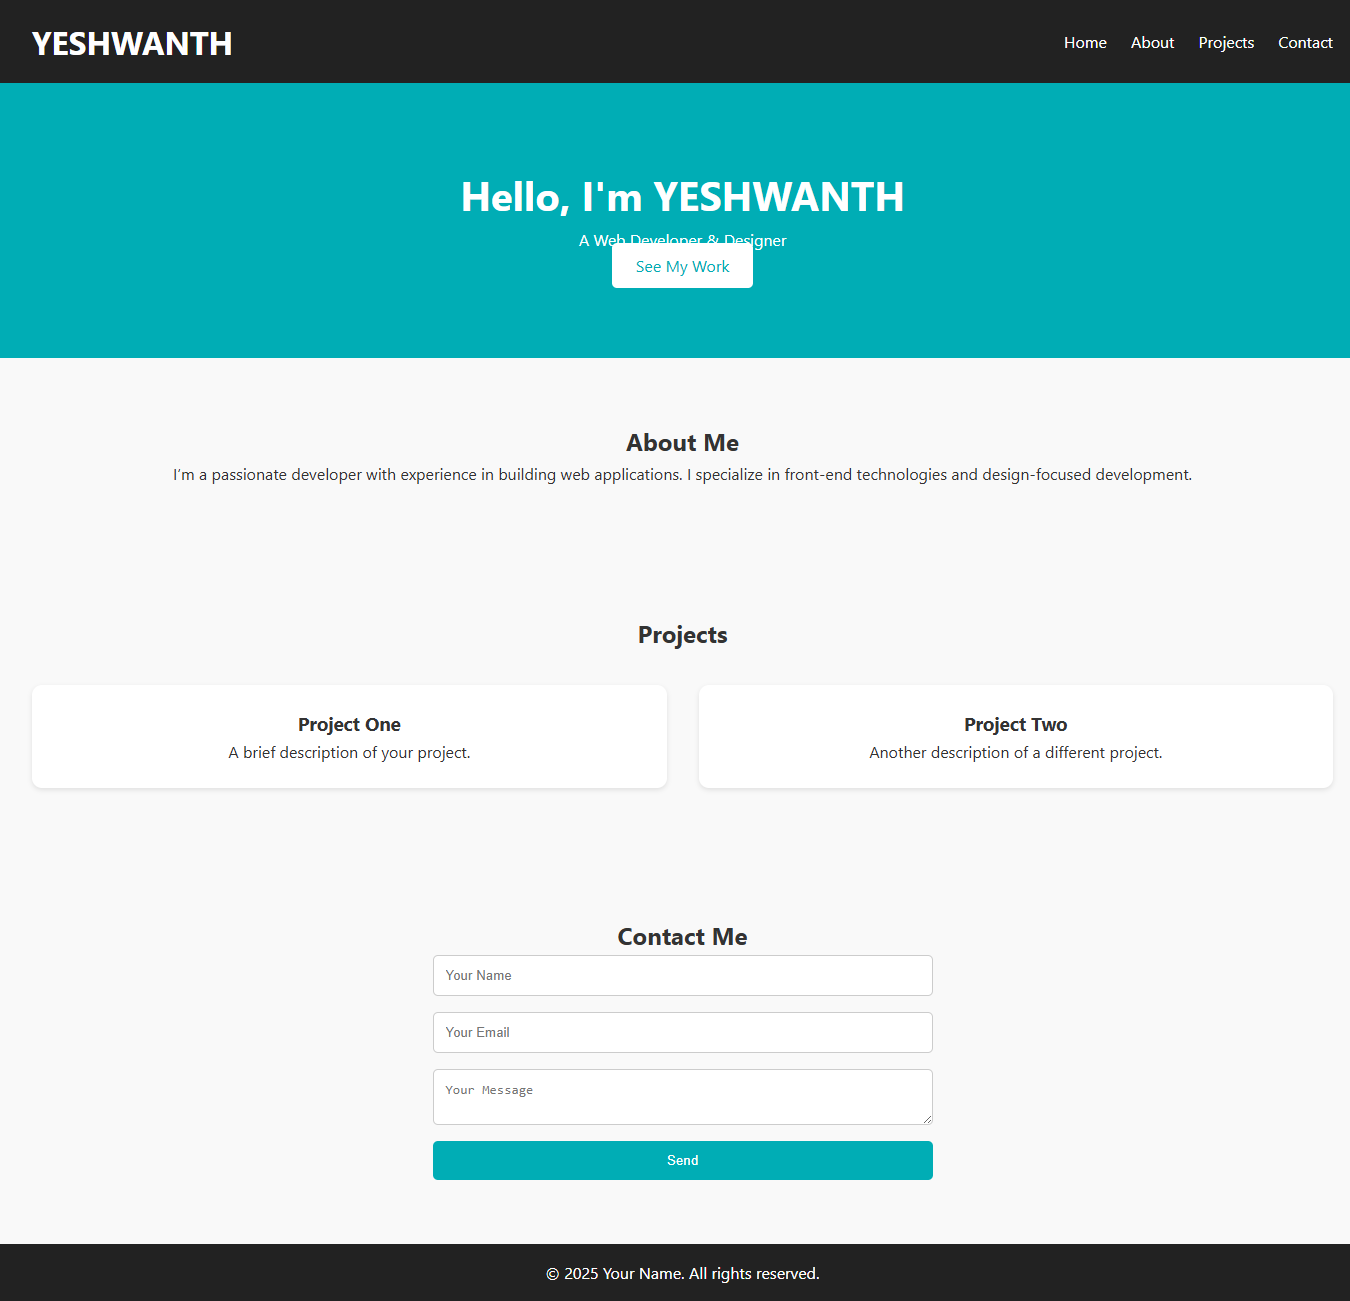 YESHWANTH
Home About Projects Contact
Hello, I'm YESHWANTH
A Web Developer & Designer
See My Work
About Me
I’m a passionate developer with experience in building web applications. I specialize in front-end technologies and design-focused development.
Projects
Project One
A brief description of your project.
Project Two
Another description of a different project.
Contact Me
Your Name
Your Email
Your Message
Send
© 2025 Your Name. All rights reserved.